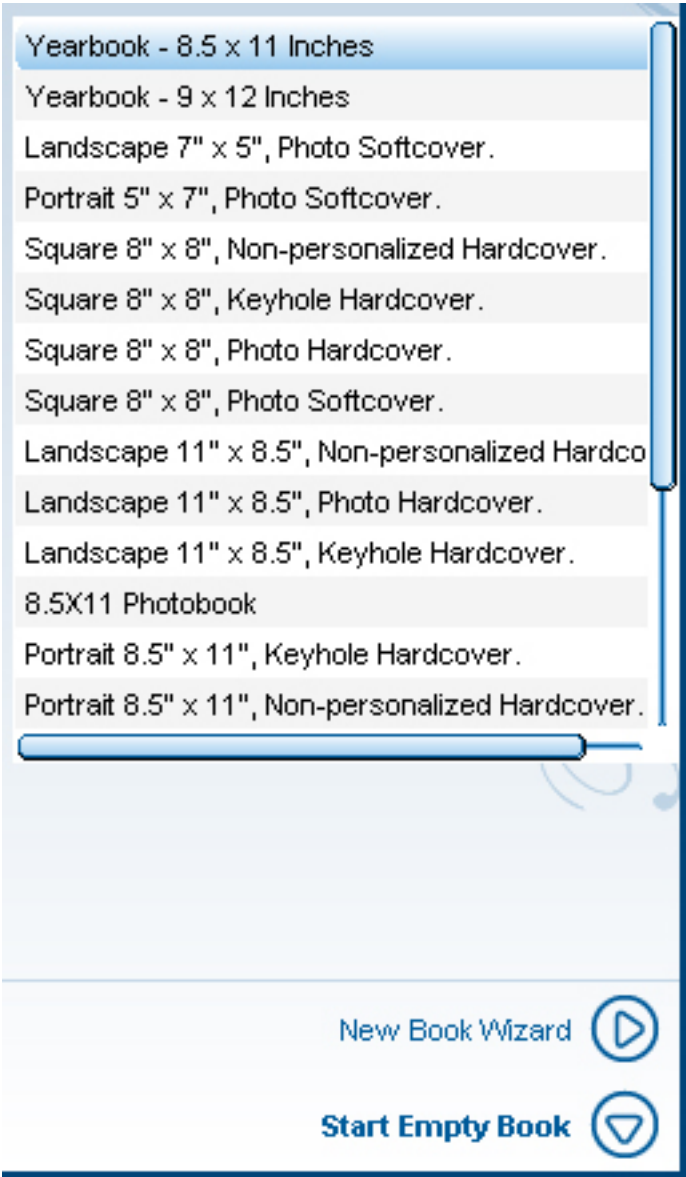 Yearbook - 8.5 x 11 Inches
Yearbook - 9 x 12 Inches
Landscape 7" x 5", Photo Softcover.
Portrait 5" x 7", Photo Softcover.
Square 8" x 8", Non-personalized Hardcover.
Square 8" x 8", Keyhole Hardcover.
Square 8" x 8", Photo Hardcover.
Square 8" x 8", Photo Softcover.
Landscape 11" x 8.5", Non-personalized Hardco
Landscape 11" x 8.5", Photo Hardcover.
Landscape 11" x 8.5", Keyhole Hardcover.
8.5X11 Photobook
Portrait 8.5" x 11", Keyhole Hardcover.
Portrait 8.5" x 11", Non-personalized Hardcover.
New Book Wizard
Start Empty Book